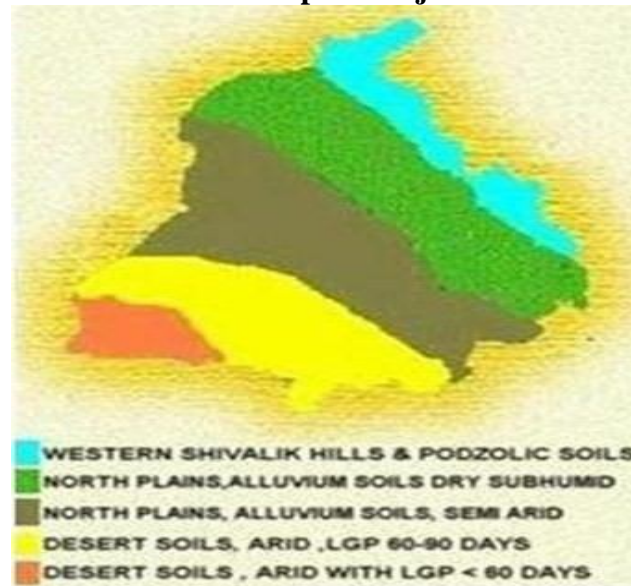 WESTERN SHIVALIK HILLS & PODZOLIC SOILS
NORTH PLAINS,ALLUVIUM SOILS DRY SUBHUMID
NORTH PLAINS, ALLUVIUM SOILS, SEMI ARID
DESERT SOILS, ARID ,LGP 60-90 DAYS
DESERT SOILS , ARID WITH LGP < 60 DAYS